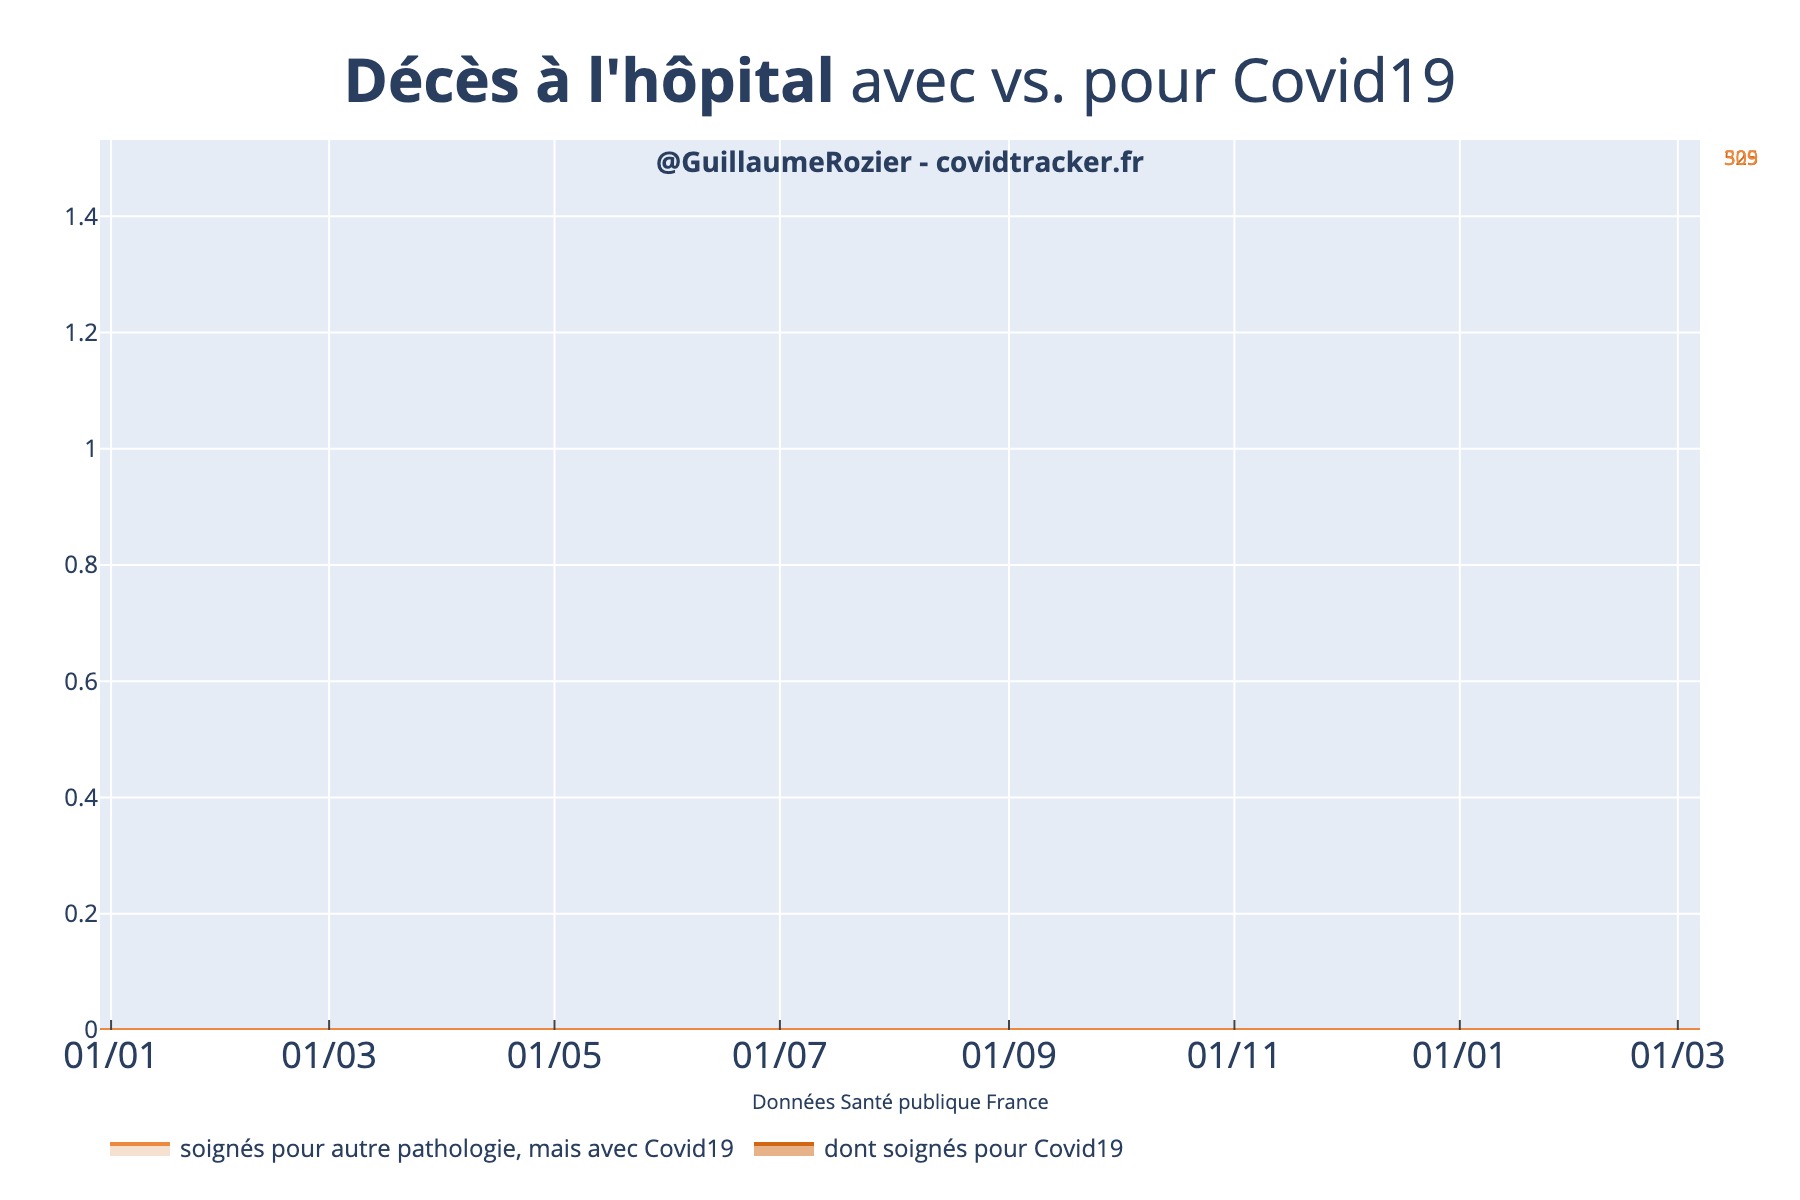 Décès à l'hôpital avec vs. pour Covid19
@GuillaumeRozier - covidtracker.fr
1.4
1.2
1
0.8
0.6
0.4
0.2
0
01/01 01/03 01/05 01/07 01/09 01/11 01/01 01/03
Données Santé publique France
soignés pour autre pathologie, mais avec Covid19 dont soignés pour Covid19